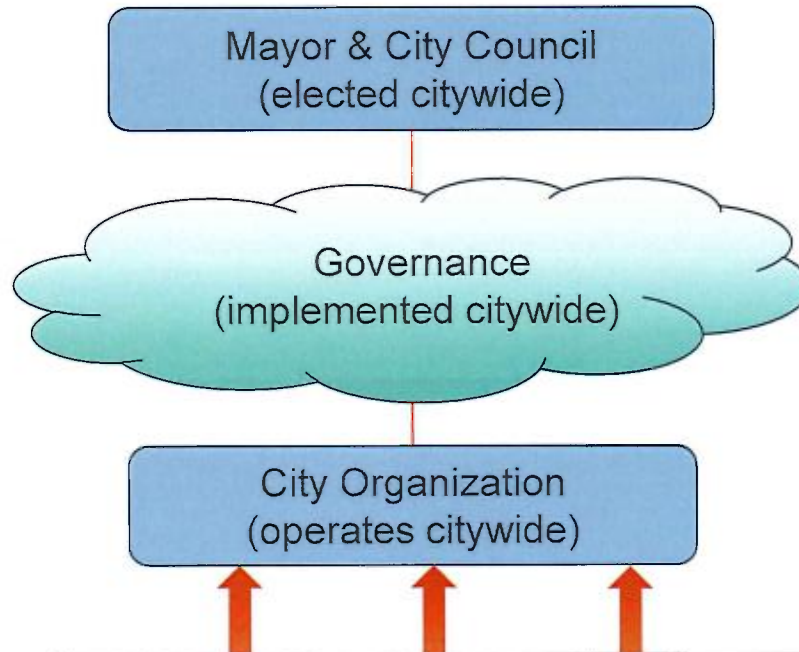 Mayor & City Council
(elected citywide)
Governance
(implemented citywide)
City Organization
(operates citywide)